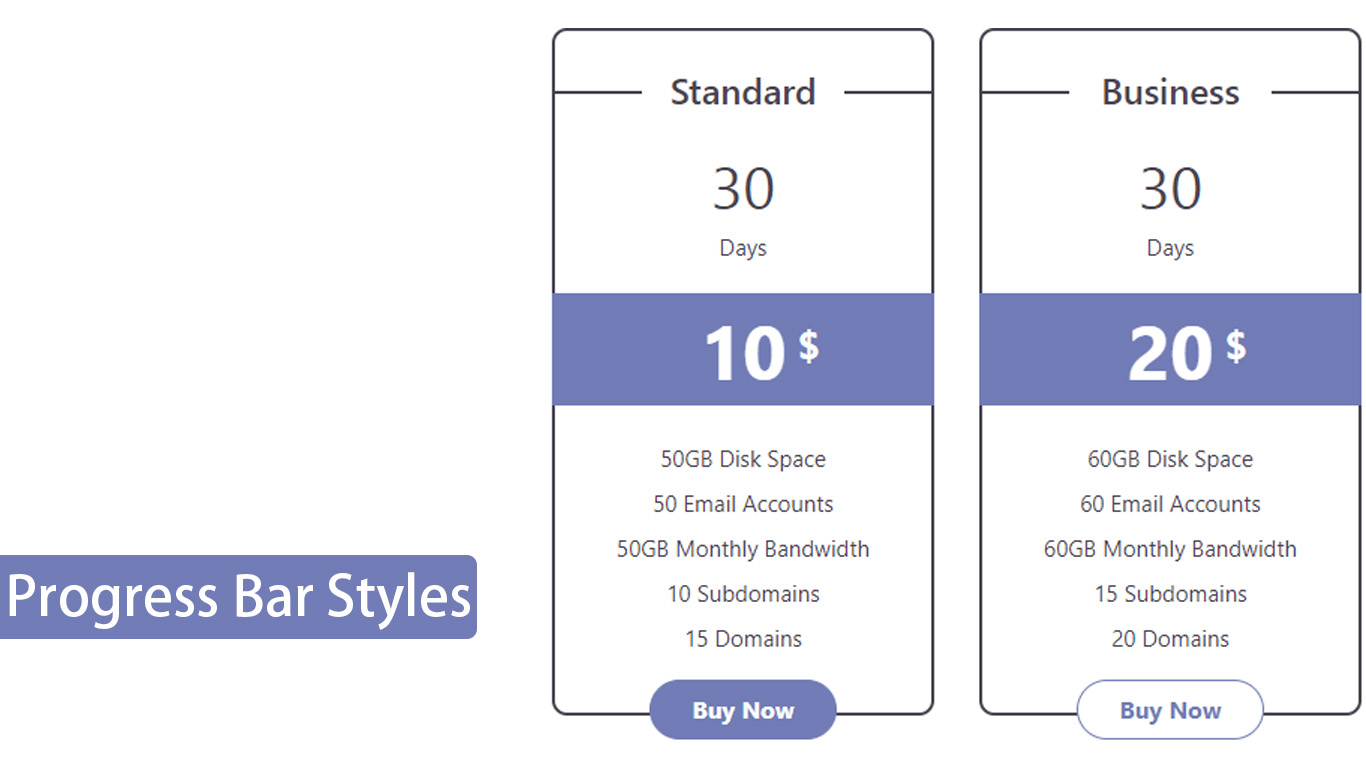 Standard
30
Days
10 $
50GB Disk Space
50 Email Accounts
50GB Monthly Bandwidth
10 Subdomains
15 Domains
Buy Now
Business
30
Days
20 $
60GB Disk Space
60 Email Accounts
60GB Monthly Bandwidth
15 Subdomains
20 Domains
Buy Now
Progress Bar Styles